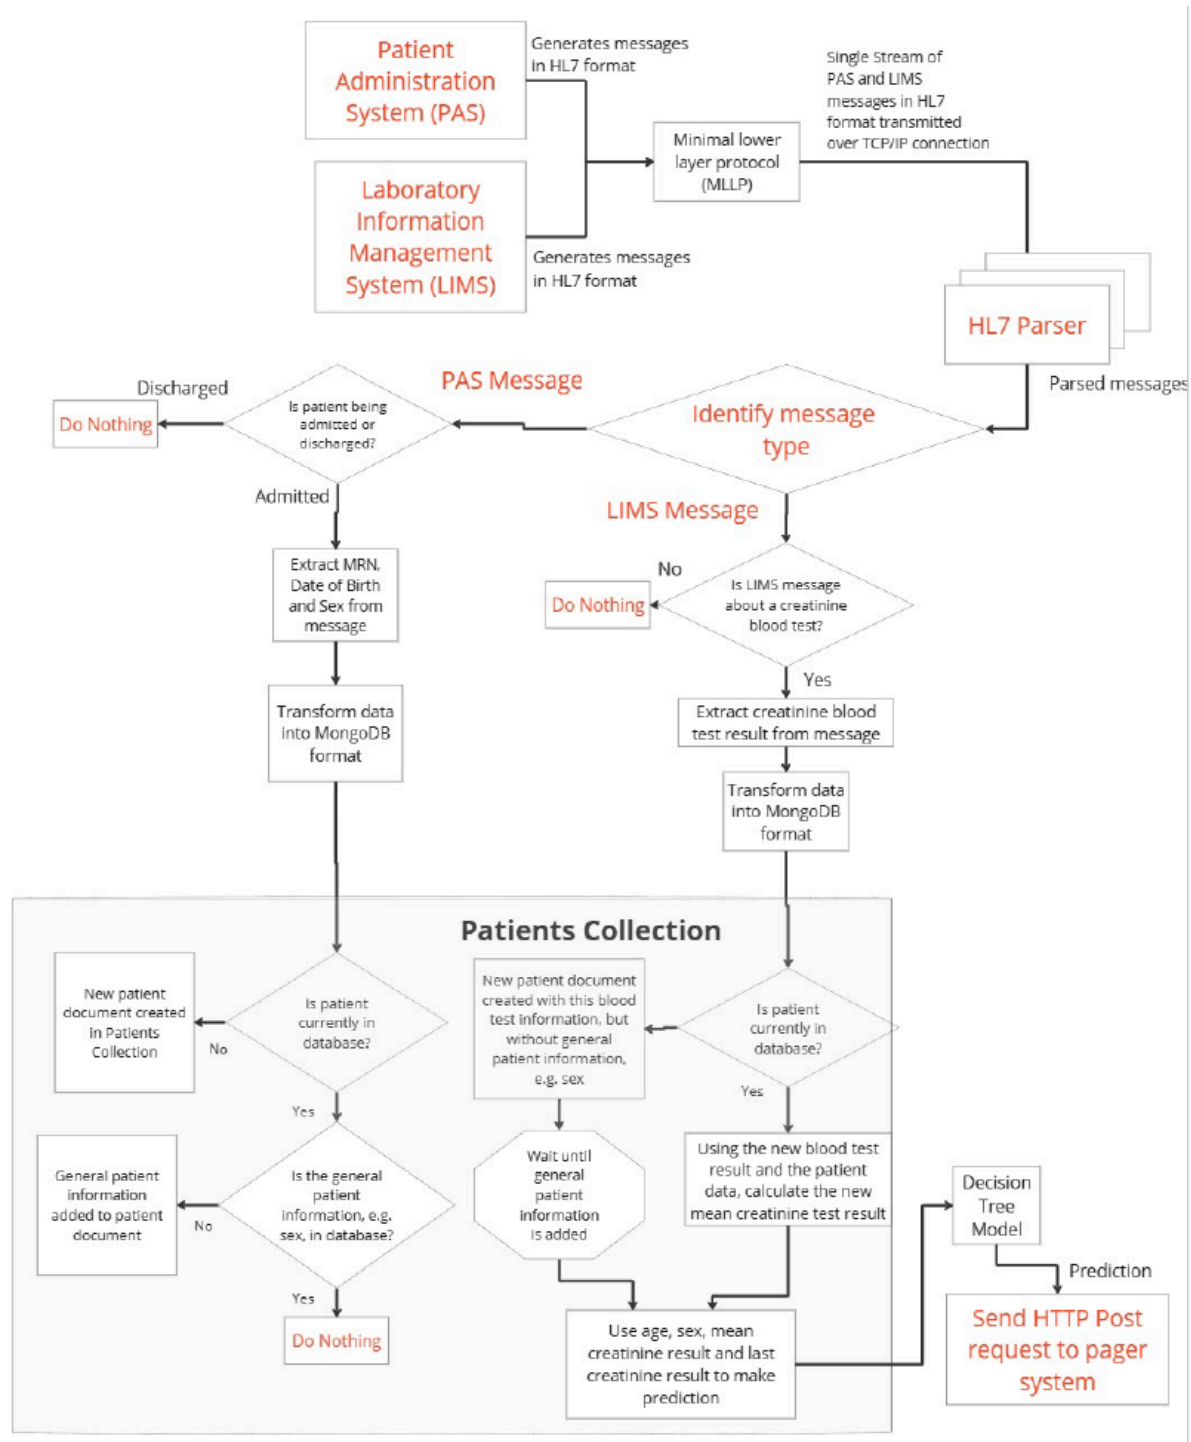 Patient
Administration
System (PAS)
Generates messages
in HL7 format
Single Stream of
PAS and LIMS
messages in HL7
format transmitted
over TCP/IP connection
Minimal lower
layer protocol
(MLLP)
Laboratory
Information
Management
System (LIMS)
Generates messages
in HL7 format
HL7 Parser
Parsed messages
Identify message
type
PAS Message
Is patient being
admitted or
discharged?
Discharged
Do Nothing
Admitted
Extract MRN,
Date of Birth
and Sex from
message
Transform data
into MongoDB
format
LIMS Message
Is LIMS message
about a creatinine
blood test?
No
Do Nothing
Yes
Extract creatinine blood
test result from message
Transform data
into MongoDB
format
Patients Collection
Is patient
currently in
database?
No
New patient
document created
in Patients
Collection
Yes
Is the general
patient
information, e.g.
sex, in database?
No
General patient
information
added to patient
document
Yes
Do Nothing
Is patient
currently in
database?
New patient document
created with this blood
test information, but
without general
patient information,
e.g. sex
Wait until
general
patient
information
is added
Yes
Using the new blood test
result and the patient
data, calculate the new
mean creatinine test result
Use age, sex, mean
creatinine result and last
creatinine result to make
prediction
Decision
Tree
Model
Prediction
Send HTTP Post
request to pager
system